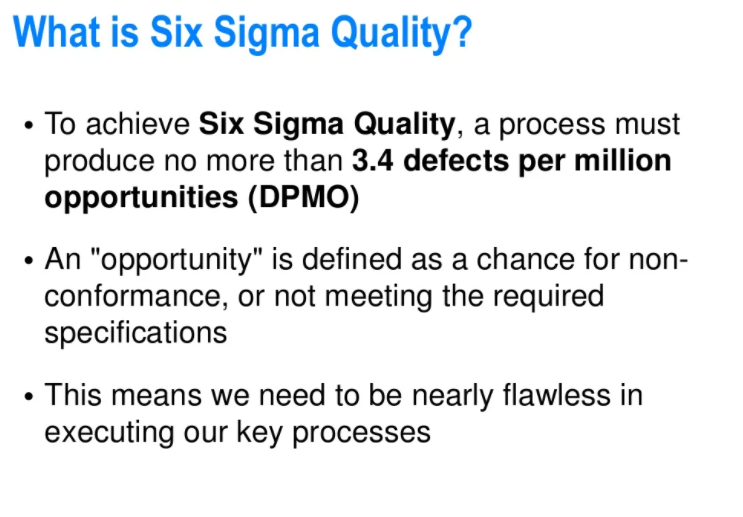 What is Six Sigma Quality?
• To achieve Six Sigma Quality, a process must
produce no more than 3.4 defects per million
opportunities (DPMO)
• An "opportunity" is defined as a chance for non-
conformance, or not meeting the required
specifications
• This means we need to be nearly flawless in
executing our key processes